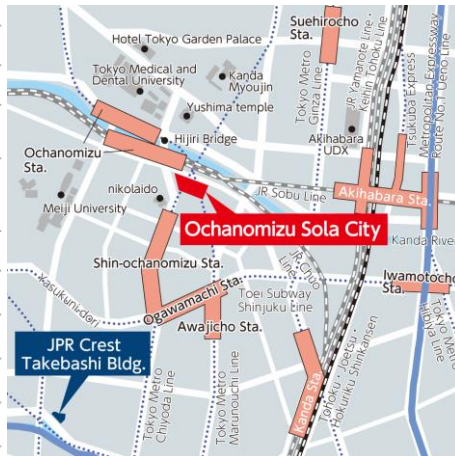 Suehirocho
Sta.
Hotel Tokyo Garden Palace
Tokyo Medical and
Dental University
Kanda
Myoujin
Yushima temple
Tokyo Metro
Ginza Line
JR Yamanote Line・
Keihin Tohoku Line
Tsukuba Express
Metropolitan Expressway
Route No.1 Ueno Line
Hijiri Bridge
Akihabara
UDX
Ochanomizu
Sta.
nikolaido
Meiji University
JR Sobu Line
Akihabara Sta.
Ochanomizu Sola City
Kanda River
Shin-ochanomizu Sta.
JR Chuo
Line
Iwamotocho
Sta.
Yasukunidori
Ogawamachi Sta.
Toei Subway
Shinjuku Line
Awajicho Sta.
JPR Crest
Takebashi Bldg.
Tokyo Metro
Chiyoda Line
Tokyo Metro
Marunouchi Line
Kanda Sta.
Tohoku・Joetsu・
Hokuriku Shinkansen
Tokyo Metro
Hibiya Line